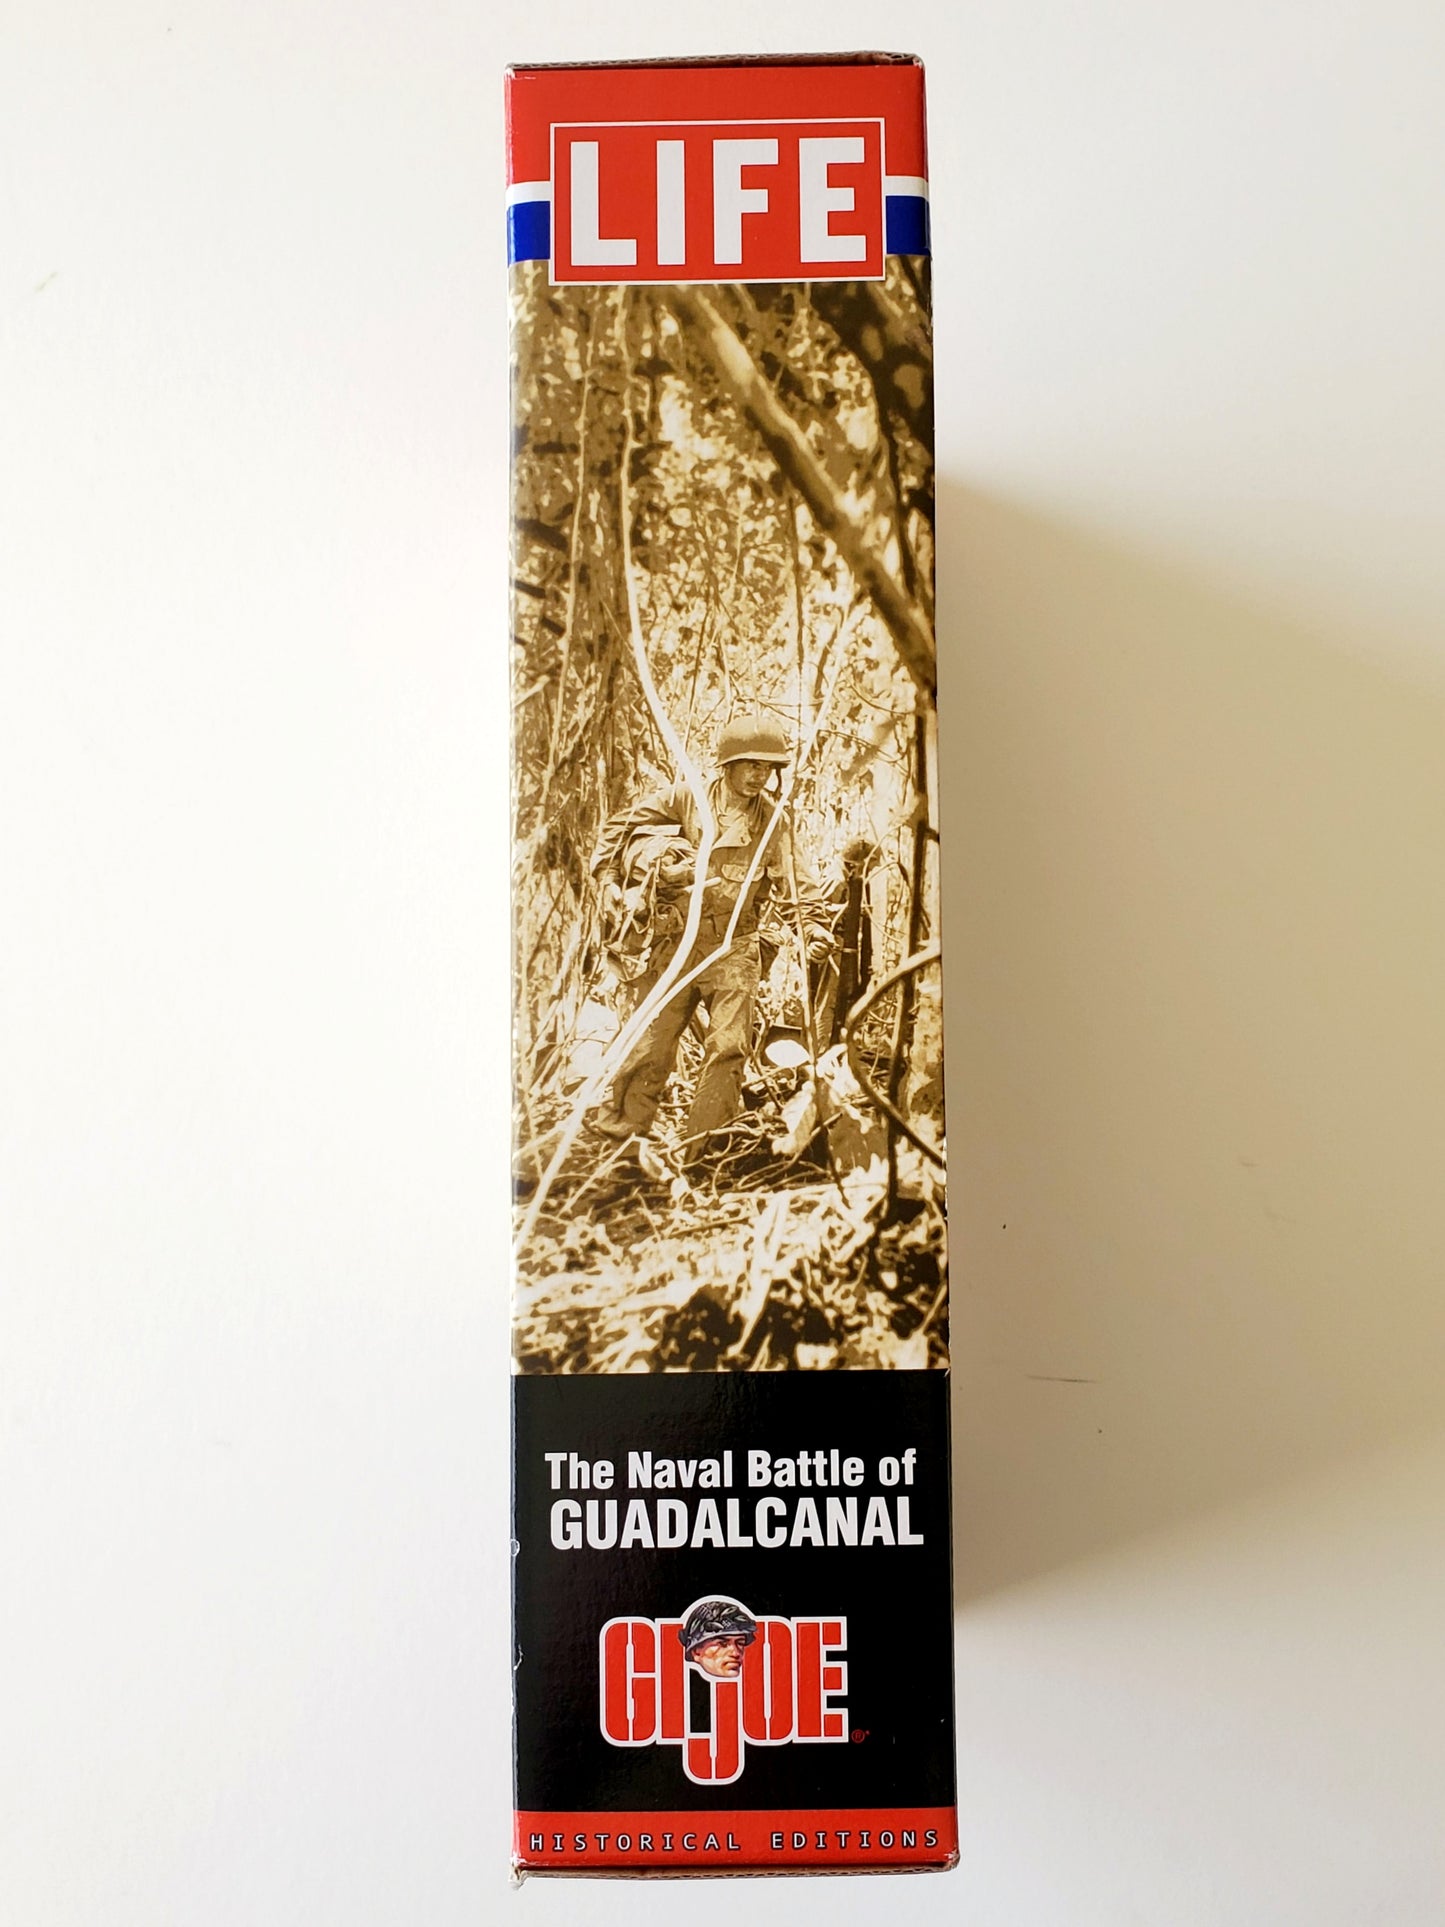 LIFE
The Naval Battle of
GUADALCANAL
GI JOE®
HISTORICAL EDITIONS